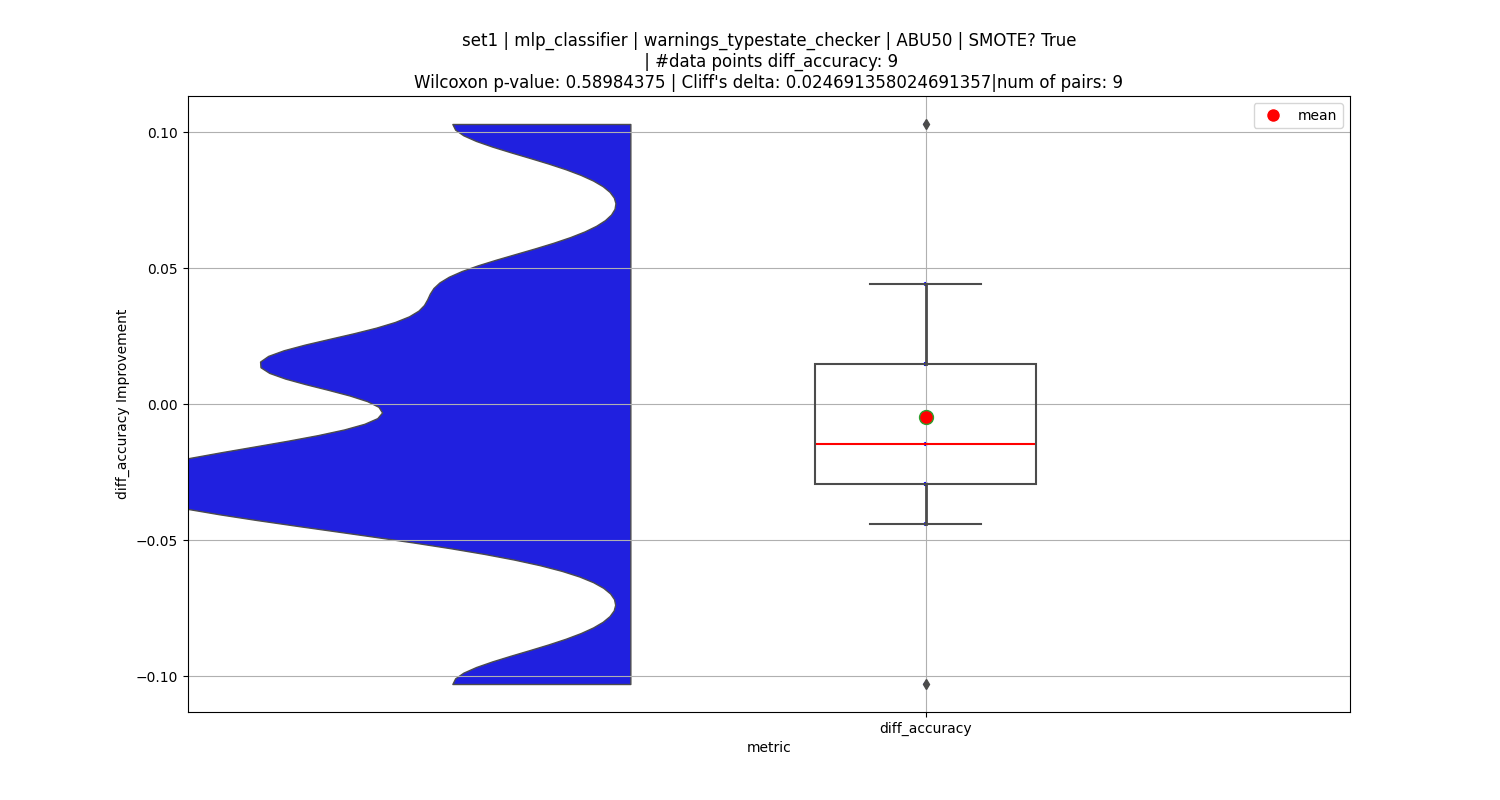 set1 | mlp_classifier | warnings_typestate_checker | ABU50 | SMOTE? True
| #data points diff_accuracy: 9
Wilcoxon p-value: 0.58984375 | Cliff's delta: 0.024691358024691357|num of pairs: 9
mean
0.10
0.05
0.00
−0.05
−0.10
diff_accuracy Improvement
diff_accuracy
metric